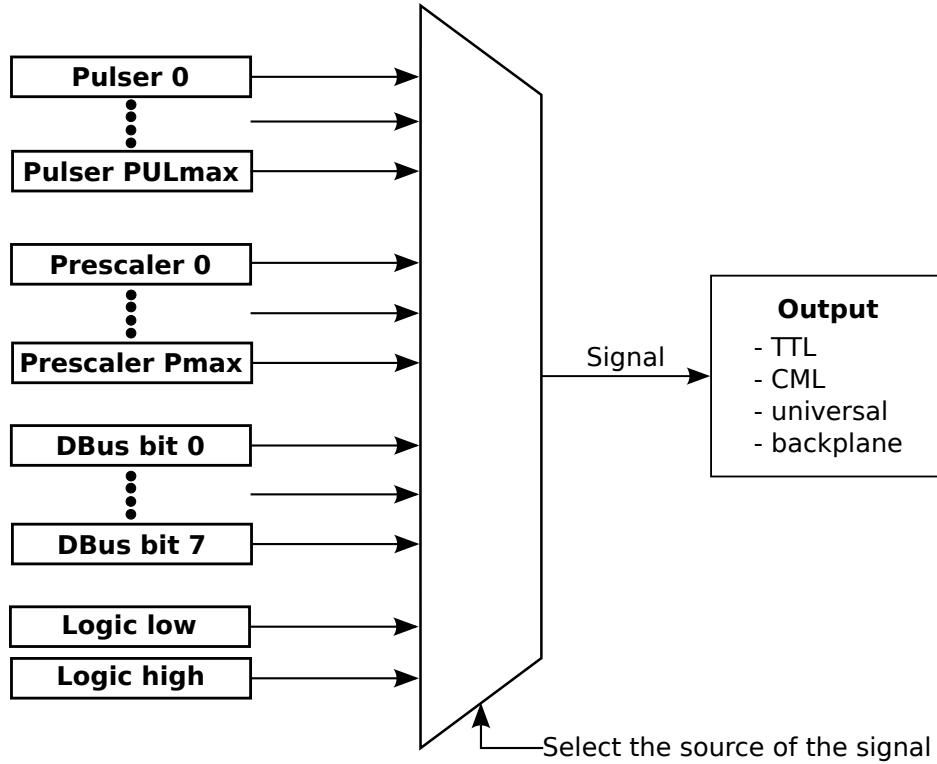 Pulser 0
Pulser PULmax
Prescaler 0
Prescaler Pmax
DBus bit 0
DBus bit 7
Logic low
Logic high
Signal
Output
- TTL
- CML
- universal
- backplane
Select the source of the signal